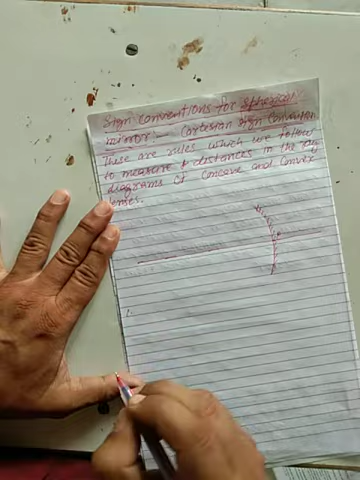 Sign conventions for spherical
mirror :- Cartesian Sign Convention
These are rules which we follow
to measure distances in the ray
diagrams of Concave and Convex
lenses.
P
1.